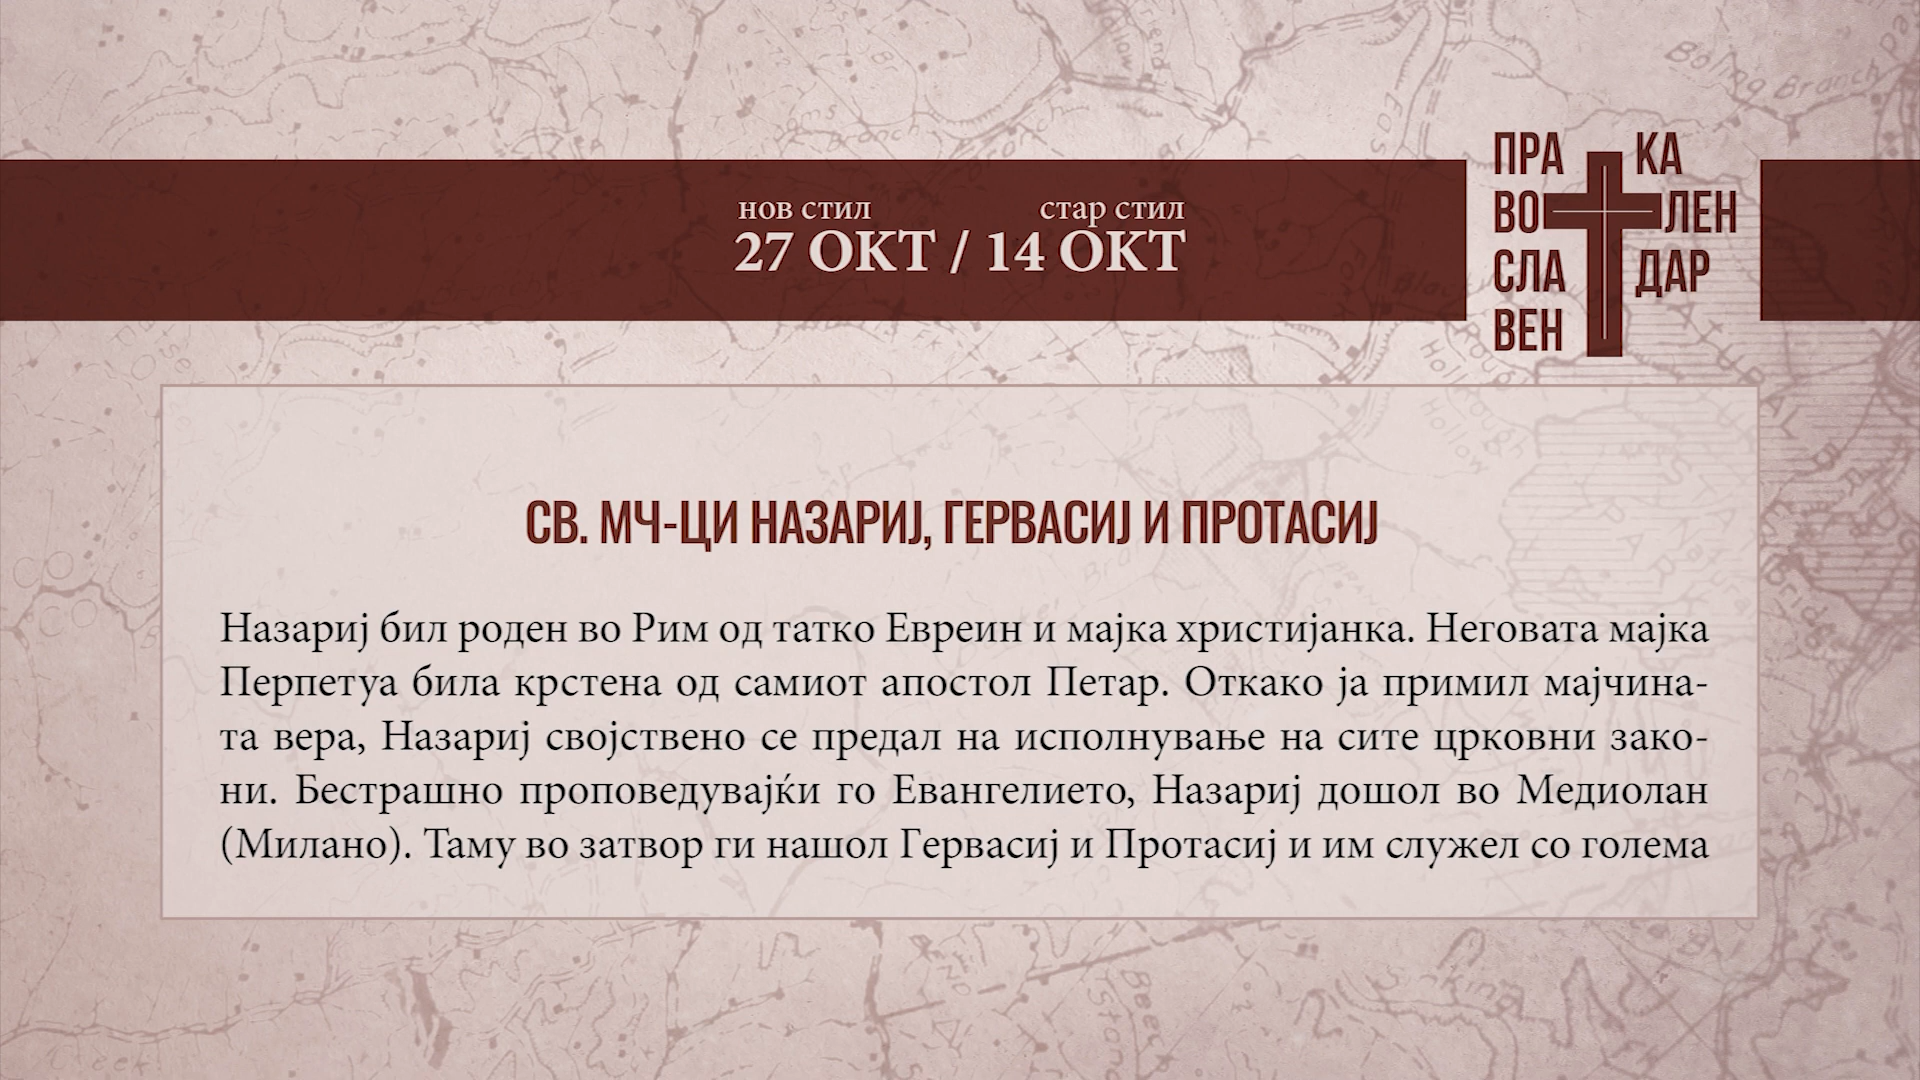 ПРА КА
ВО ЛЕН
СЛА ДАР
ВЕН
нов стил стар стил
27 ОКТ / 14 ОКТ
СВ. МЧ-ЦИ НАЗАРИЈ, ГЕРВАСИЈ И ПРОТАСИЈ
Назариј бил роден во Рим од татко Евреин и мајка христијанка. Неговата мајка
Перпетуа била крстена од самиот апостол Петар. Откако ја примил мајчина-
та вера, Назариј својствено се предал на исполнување на сите црковни зако-
ни. Бестрашно проповедувајќи го Евангелието, Назариј дошол во Медиолан
(Милано). Таму во затвор ги нашол Гервасиј и Протасиј и им служел со голема